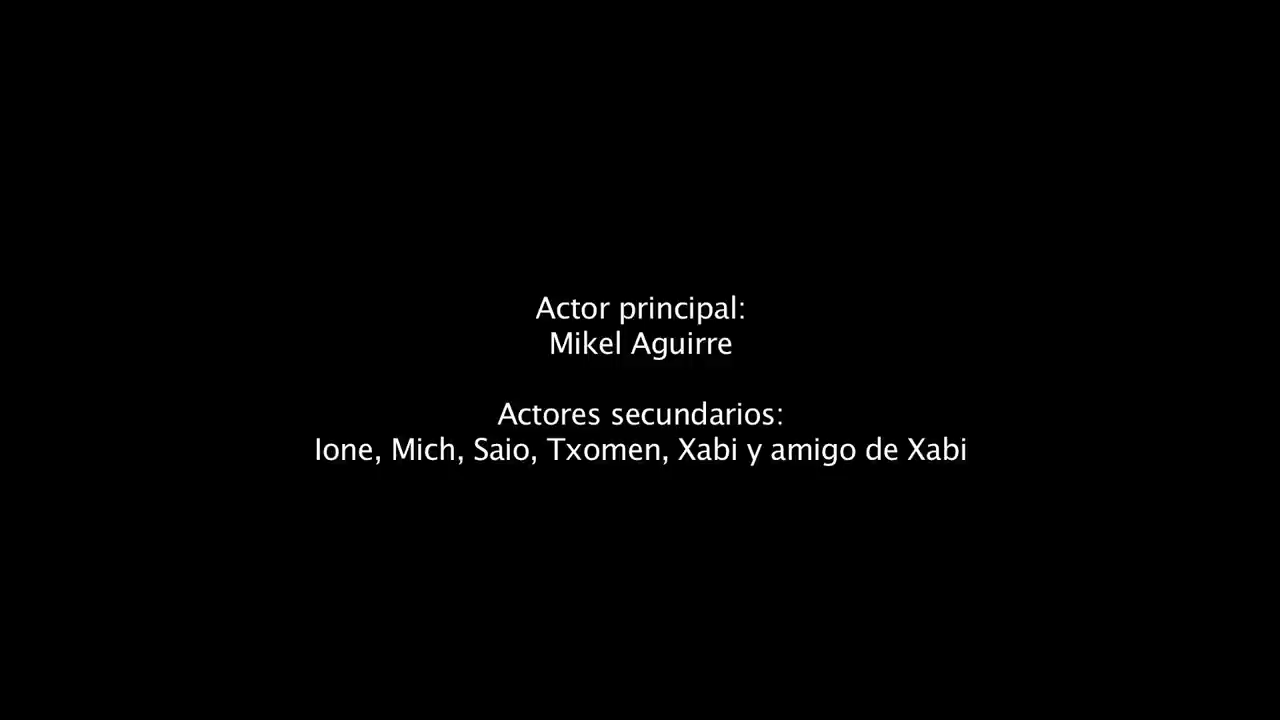 Actor principal:
Mikel Aguirre
Actores secundarios:
Ione, Mich, Saio, Txomen, Xabi y amigo de Xabi